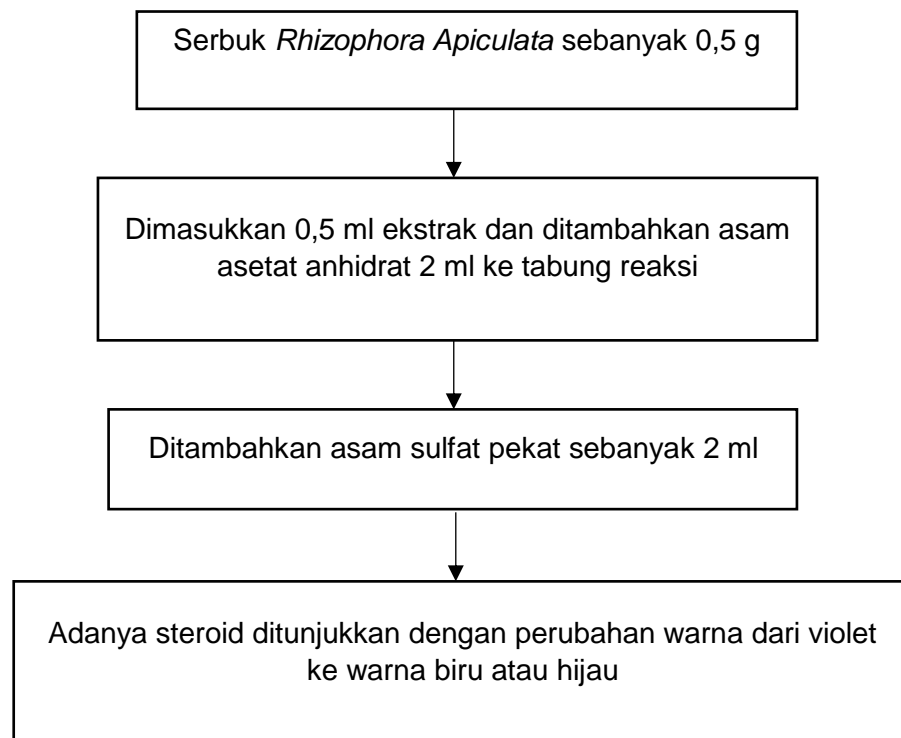 Serbuk Rhizophora Apiculata sebanyak 0,5 g
Dimasukkan 0,5 ml ekstrak dan ditambahkan asam
asetat anhidrat 2 ml ke tabung reaksi
Ditambahkan asam sulfat pekat sebanyak 2 ml
Adanya steroid ditunjukkan dengan perubahan warna dari violet
ke warna biru atau hijau